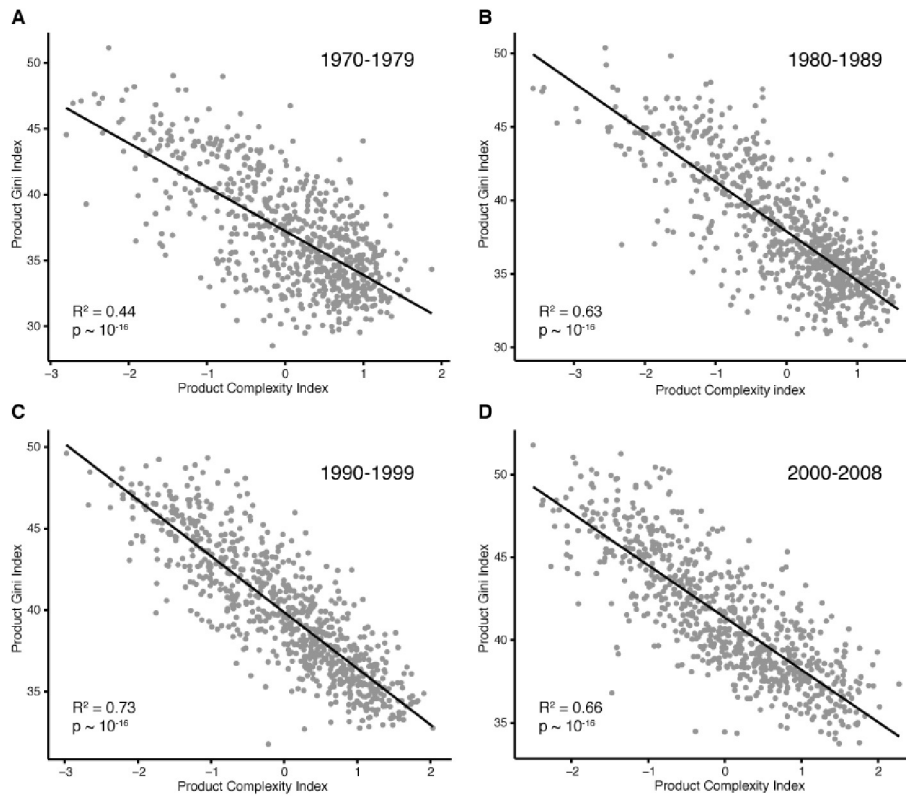 A
1970-1979
Product Gini Index
50
45
40
35
30
R² = 0.44
p ~ 10⁻¹⁶
−3 −2 −1 0 1 2
Product Complexity Index
B
1980-1989
Product Gini Index
50
45
40
35
30
R² = 0.63
p ~ 10⁻¹⁶
−3 −2 −1 0 1
Product Complexity index
C
1990-1999
Product Gini Index
50
45
40
35
R² = 0.73
p ~ 10⁻¹⁶
−3 −2 −1 0 1 2
Product Complexity Index
D
2000-2008
Product Gini Index
50
45
40
35
R² = 0.66
p ~ 10⁻¹⁶
−2 −1 0 1 2
Product Complexity Index